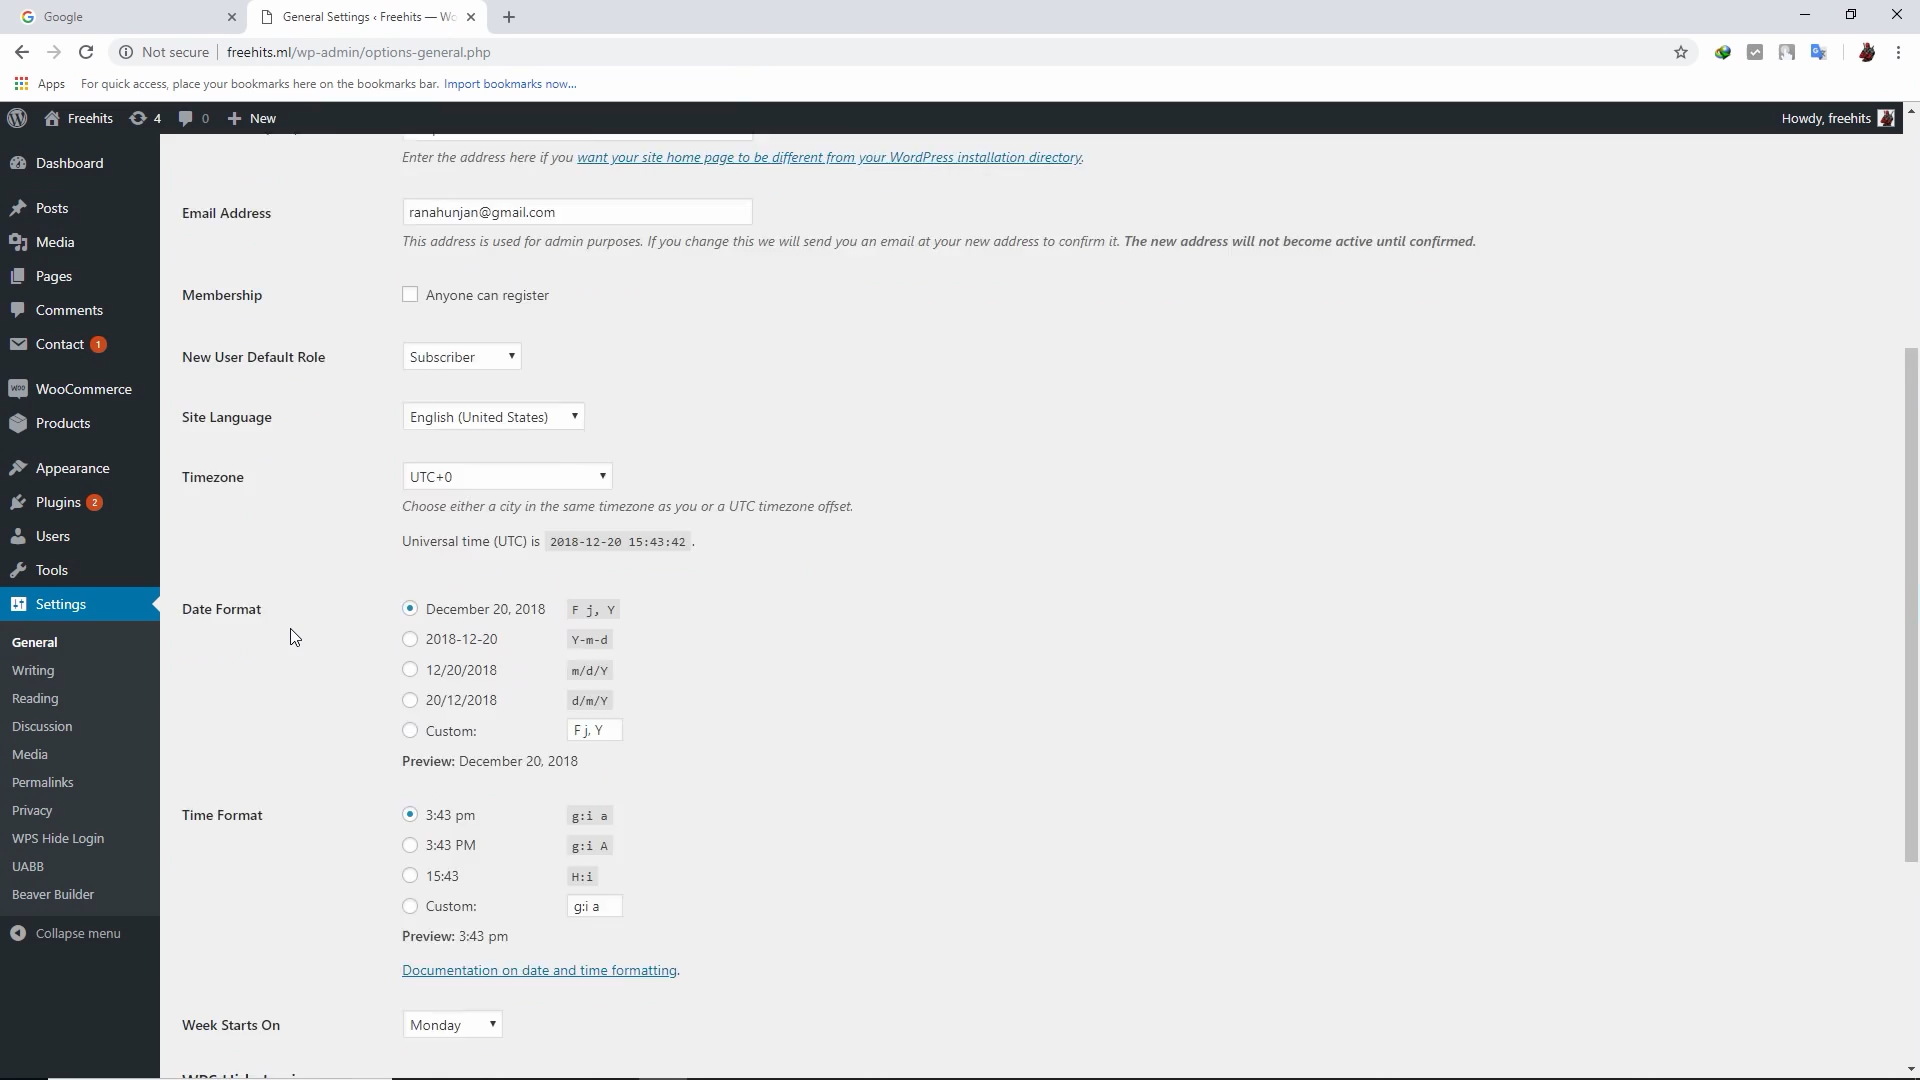 Google
General Settings ‹ Freehits — Wo
Not secure
freehits.ml/wp-admin/options-general.php
Apps
For quick access, place your bookmarks here on the bookmarks bar. Import bookmarks now...
Freehits
4
0
New
Howdy, freehits
Dashboard
Posts
Media
Pages
Comments
Contact 1
WooCommerce
Products
Appearance
Plugins 2
Users
Tools
Settings
General
Writing
Reading
Discussion
Media
Permalinks
Privacy
WPS Hide Login
UABB
Beaver Builder
Collapse menu
Enter the address here if you want your site home page to be different from your WordPress installation directory.
Email Address
ranahunjan@gmail.com
This address is used for admin purposes. If you change this we will send you an email at your new address to confirm it. The new address will not become active until confirmed.
Membership
Anyone can register
New User Default Role
Subscriber
Site Language
English (United States)
Timezone
UTC+0
Choose either a city in the same timezone as you or a UTC timezone offset.
Universal time (UTC) is 2018-12-20 15:43:42 .
Date Format
December 20, 2018 F j, Y
2018-12-20 Y-m-d
12/20/2018 m/d/Y
20/12/2018 d/m/Y
Custom: F j, Y
Preview: December 20, 2018
Time Format
3:43 pm g:i a
3:43 PM g:i A
15:43 H:i
Custom: g:i a
Preview: 3:43 pm
Documentation on date and time formatting.
Week Starts On
Monday